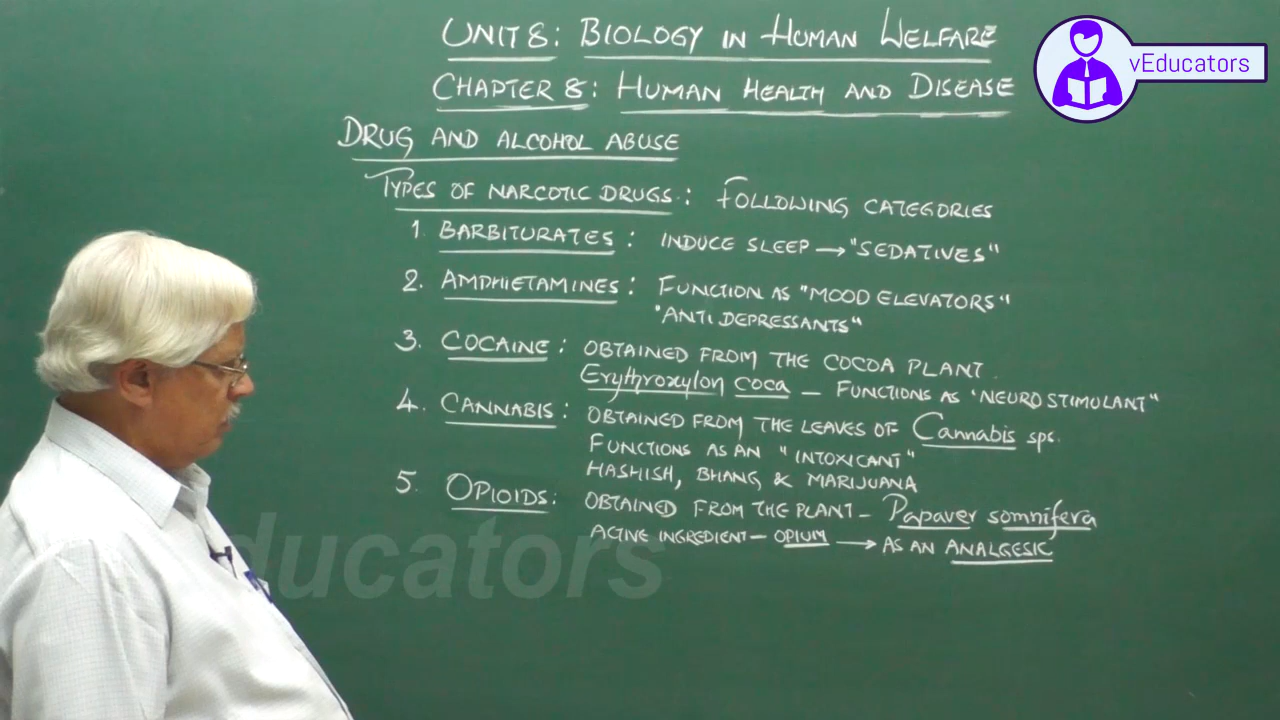 UNIT 8: BIOLOGY IN HUMAN WELFARE
CHAPTER 8: HUMAN HEALTH AND DISEASE
DRUG AND ALCOHOL ABUSE
TYPES OF NARCOTIC DRUGS: FOLLOWING CATEGORIES
1. BARBITURATES: INDUCE SLEEP → "SEDATIVES"
2. AMPHIETAMINES: FUNCTION AS "MOOD ELEVATORS"
"ANTI DEPRESSANTS"
3. COCAINE: OBTAINED FROM THE COCOA PLANT.
Erythroxylon coca – FUNCTIONS AS "NEURO STIMULANT"
4. CANNABIS: OBTAINED FROM THE LEAVES OF Cannabis sps.
FUNCTIONS AS AN "INTOXICANT"
HASHISH, BHANG & MARIJUANA
5. OPIOIDS: OBTAINED FROM THE PLANT – Papaver somnifera
ACTIVE INGREDIENT – OPIUM → AS AN ANALGESIC
vEducators
ducators